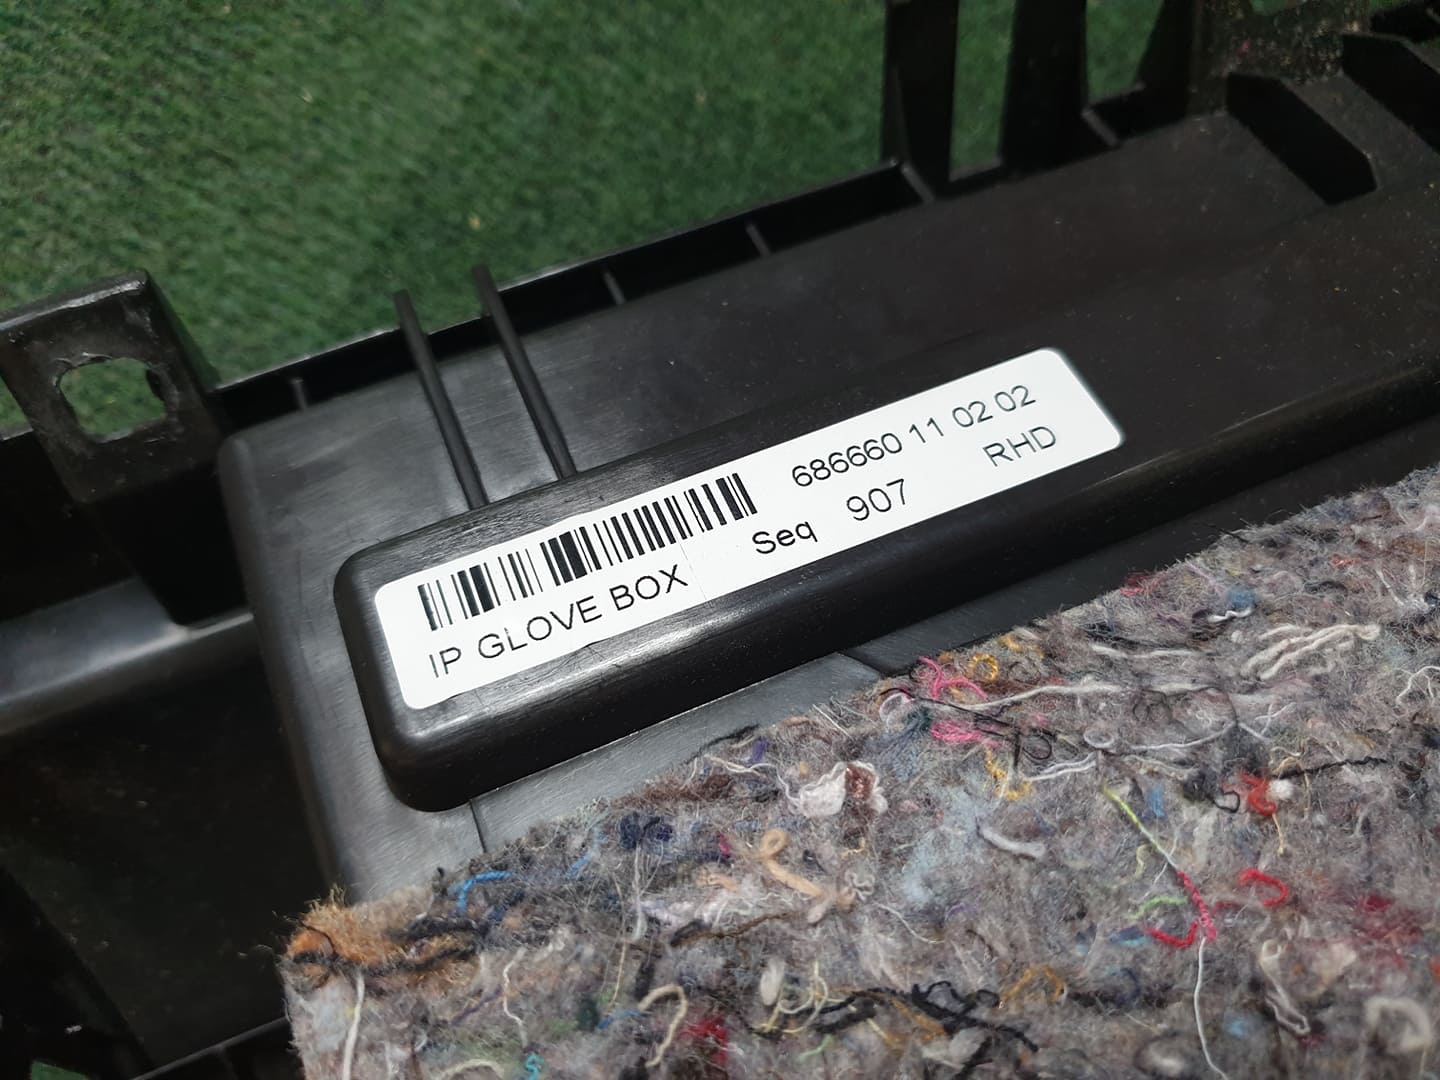 686660 11 02 02
Seq 907 RHD
IP GLOVE BOX